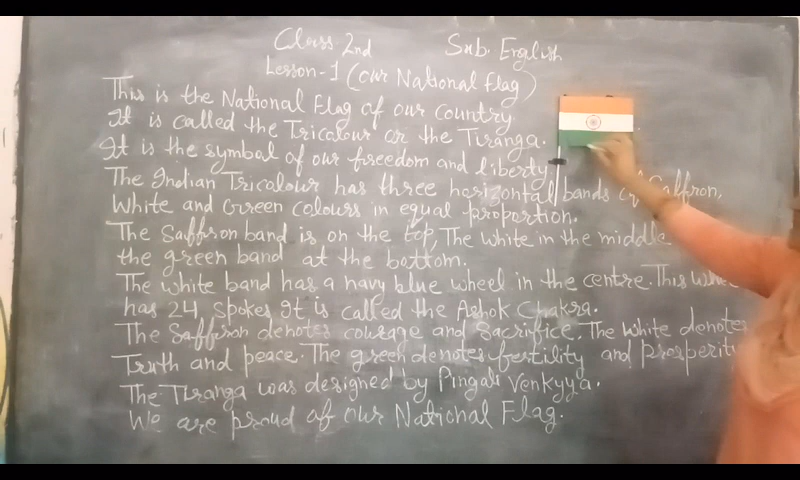 Class 2nd Sub. English
Lesson-1 (our National flag)
This is the National Flag of our country
It is called the Tricolour or the Tiranga.
It is the symbol of our freedom and liberty
The Indian Tricolour has three horizontal bands of Saffron,
White and Green colours in equal proportion.
The Saffron band is on the top, The white in the middle
the green band at the bottom.
The white band has a navy blue wheel in the centre. This
has 24, spokes It is called the Ashok Chakra.
The Saffron denotes courage and sacrifice. The white denotes
Truth and peace. The green denotes fertility and prosperity
The Tiranga was designed by Pingali Venkyya.
We are proud of our National Flag.